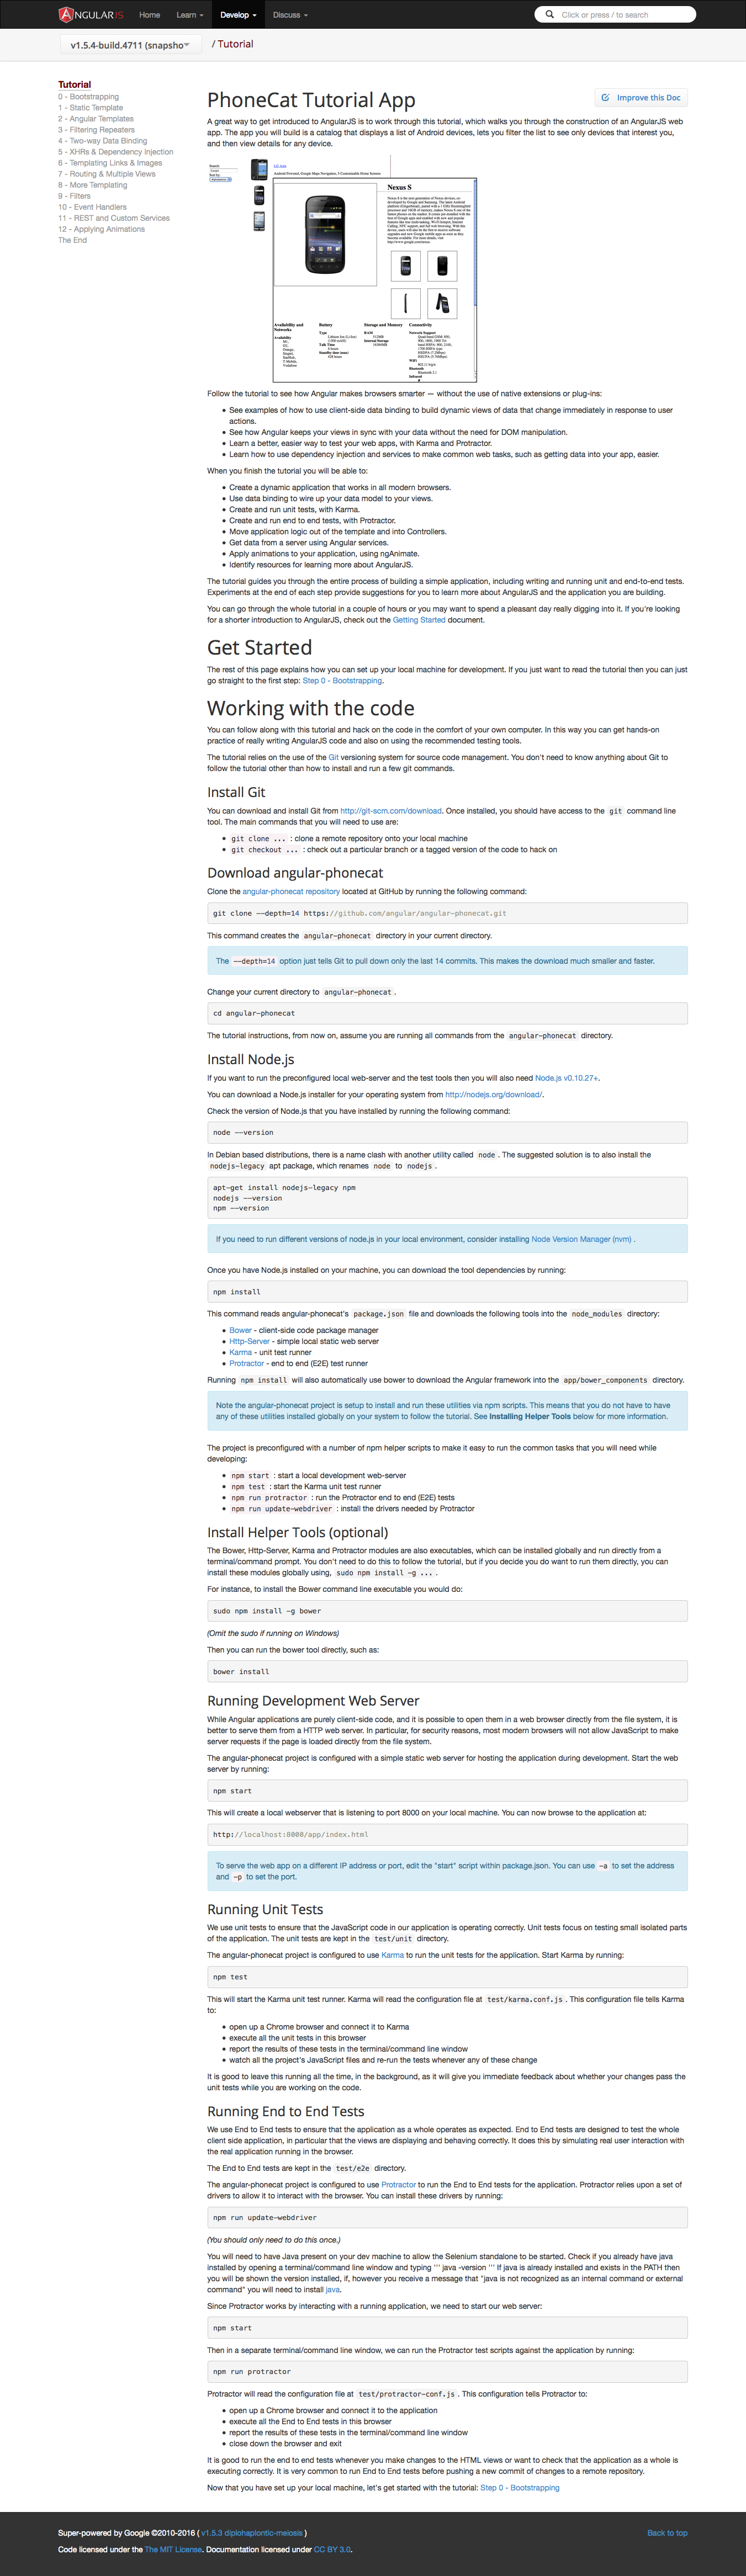 ANGULARJS
Home
Learn
Develop
Discuss
Click or press / to search
v1.5.4-build.4711 (snapsho
/ Tutorial
Tutorial
0 - Bootstrapping
1 - Static Template
2 - Angular Templates
3 - Filtering Repeaters
4 - Two-way Data Binding
5 - XHRs & Dependency Injection
6 - Templating Links & Images
7 - Routing & Multiple Views
8 - More Templating
9 - Filters
10 - Event Handlers
11 - REST and Custom Services
12 - Applying Animations
The End
Improve this Doc
PhoneCat Tutorial App
A great way to get introduced to AngularJS is to work through this tutorial, which walks you through the construction of an AngularJS web
app. The app you will build is a catalog that displays a list of Android devices, lets you filter the list to see only devices that interest you,
and then view details for any device.
Nexus S
Follow the tutorial to see how Angular makes browsers smarter — without the use of native extensions or plug-ins:
See examples of how to use client-side data binding to build dynamic views of data that change immediately in response to user
actions.
See how Angular keeps your views in sync with your data without the need for DOM manipulation.
Learn a better, easier way to test your web apps, with Karma and Protractor.
Learn how to use dependency injection and services to make common web tasks, such as getting data into your app, easier.
When you finish the tutorial you will be able to:
Create a dynamic application that works in all modern browsers.
Use data binding to wire up your data model to your views.
Create and run unit tests, with Karma.
Create and run end to end tests, with Protractor.
Move application logic out of the template and into Controllers.
Get data from a server using Angular services.
Apply animations to your application, using ngAnimate.
Identify resources for learning more about AngularJS.
The tutorial guides you through the entire process of building a simple application, including writing and running unit and end-to-end tests.
Experiments at the end of each step provide suggestions for you to learn more about AngularJS and the application you are building.
You can go through the whole tutorial in a couple of hours or you may want to spend a pleasant day really digging into it. If you're looking
for a shorter introduction to AngularJS, check out the Getting Started document.
Get Started
The rest of this page explains how you can set up your local machine for development. If you just want to read the tutorial then you can just
go straight to the first step: Step 0 - Bootstrapping.
Working with the code
You can follow along with this tutorial and hack on the code in the comfort of your own computer. In this way you can get hands-on
practice of really writing AngularJS code and also on using the recommended testing tools.
The tutorial relies on the use of the Git versioning system for source code management. You don't need to know anything about Git to
follow the tutorial other than how to install and run a few git commands.
Install Git
You can download and install Git from http://git-scm.com/download. Once installed, you should have access to the git command line
tool. The main commands that you will need to use are:
git clone ... : clone a remote repository onto your local machine
git checkout ... : check out a particular branch or a tagged version of the code to hack on
Download angular-phonecat
Clone the angular-phonecat repository located at GitHub by running the following command:
git clone --depth=14 https://github.com/angular/angular-phonecat.git
This command creates the angular-phonecat directory in your current directory.
The --depth=14 option just tells Git to pull down only the last 14 commits. This makes the download much smaller and faster.
Change your current directory to angular-phonecat.
cd angular-phonecat
The tutorial instructions, from now on, assume you are running all commands from the angular-phonecat directory.
Install Node.js
If you want to run the preconfigured local web-server and the test tools then you will also need Node.js v0.10.27+.
You can download a Node.js installer for your operating system from http://nodejs.org/download/.
Check the version of Node.js that you have installed by running the following command:
node --version
In Debian based distributions, there is a name clash with another utility called node. The suggested solution is to also install the
nodejs-legacy apt package, which renames node to nodejs.
apt-get install nodejs-legacy npm
nodejs --version
npm --version
If you need to run different versions of node.js in your local environment, consider installing Node Version Manager (nvm) .
Once you have Node.js installed on your machine, you can download the tool dependencies by running:
npm install
This command reads angular-phonecat's package.json file and downloads the following tools into the node_modules directory:
Bower - client-side code package manager
Http-Server - simple local static web server
Karma - unit test runner
Protractor - end to end (E2E) test runner
Running npm install will also automatically use bower to download the Angular framework into the app/bower_components directory.
Note the angular-phonecat project is setup to install and run these utilities via npm scripts. This means that you do not have to have
any of these utilities installed globally on your system to follow the tutorial. See Installing Helper Tools below for more information.
The project is preconfigured with a number of npm helper scripts to make it easy to run the common tasks that you will need while
developing:
npm start : start a local development web-server
npm test : start the Karma unit test runner
npm run protractor : run the Protractor end to end (E2E) tests
npm run update-webdriver : install the drivers needed by Protractor
Install Helper Tools (optional)
The Bower, Http-Server, Karma and Protractor modules are also executables, which can be installed globally and run directly from a
terminal/command prompt. You don't need to do this to follow the tutorial, but if you decide you do want to run them directly, you can
install these modules globally using, sudo npm install -g ....
For instance, to install the Bower command line executable you would do:
sudo npm install -g bower
(Omit the sudo if running on Windows)
Then you can run the bower tool directly, such as:
bower install
Running Development Web Server
While Angular applications are purely client-side code, and it is possible to open them in a web browser directly from the file system, it is
better to serve them from a HTTP web server. In particular, for security reasons, most modern browsers will not allow JavaScript to make
server requests if the page is loaded directly from the file system.
The angular-phonecat project is configured with a simple static web server for hosting the application during development. Start the web
server by running:
npm start
This will create a local webserver that is listening to port 8000 on your local machine. You can now browse to the application at:
http://localhost:8000/app/index.html
To serve the web app on a different IP address or port, edit the "start" script within package.json. You can use -a to set the address
and -p to set the port.
Running Unit Tests
We use unit tests to ensure that the JavaScript code in our application is operating correctly. Unit tests focus on testing small isolated parts
of the application. The unit tests are kept in the test/unit directory.
The angular-phonecat project is configured to use Karma to run the unit tests for the application. Start Karma by running:
npm test
This will start the Karma unit test runner. Karma will read the configuration file at test/karma.conf.js. This configuration file tells Karma
to:
open up a Chrome browser and connect it to Karma
execute all the unit tests in this browser
report the results of these tests in the terminal/command line window
watch all the project's JavaScript files and re-run the tests whenever any of these change
It is good to leave this running all the time, in the background, as it will give you immediate feedback about whether your changes pass the
unit tests while you are working on the code.
Running End to End Tests
We use End to End tests to ensure that the application as a whole operates as expected. End to End tests are designed to test the whole
client side application, in particular that the views are displaying and behaving correctly. It does this by simulating real user interaction with
the real application running in the browser.
The End to End tests are kept in the test/e2e directory.
The angular-phonecat project is configured to use Protractor to run the End to End tests for the application. Protractor relies upon a set of
drivers to allow it to interact with the browser. You can install these drivers by running:
npm run update-webdriver
(You should only need to do this once.)
You will need to have Java present on your dev machine to allow the Selenium standalone to be started. Check if you already have java
installed by opening a terminal/command line window and typing ''' java -version ''' If java is already installed and exists in the PATH then
you will be shown the version installed, if, however you receive a message that "java is not recognized as an internal command or external
command" you will need to install java.
Since Protractor works by interacting with a running application, we need to start our web server:
npm start
Then in a separate terminal/command line window, we can run the Protractor test scripts against the application by running:
npm run protractor
Protractor will read the configuration file at test/protractor-conf.js. This configuration tells Protractor to:
open up a Chrome browser and connect it to the application
execute all the End to End tests in this browser
report the results of these tests in the terminal/command line window
close down the browser and exit
It is good to run the end to end tests whenever you make changes to the HTML views or want to check that the application as a whole is
executing correctly. It is very common to run End to End tests before pushing a new commit of changes to a remote repository.
Now that you have set up your local machine, let's get started with the tutorial: Step 0 - Bootstrapping
Super-powered by Google ©2010-2016 ( v1.5.3 diplohaplontic-meiosis )
Back to top
Code licensed under the The MIT License. Documentation licensed under CC BY 3.0.